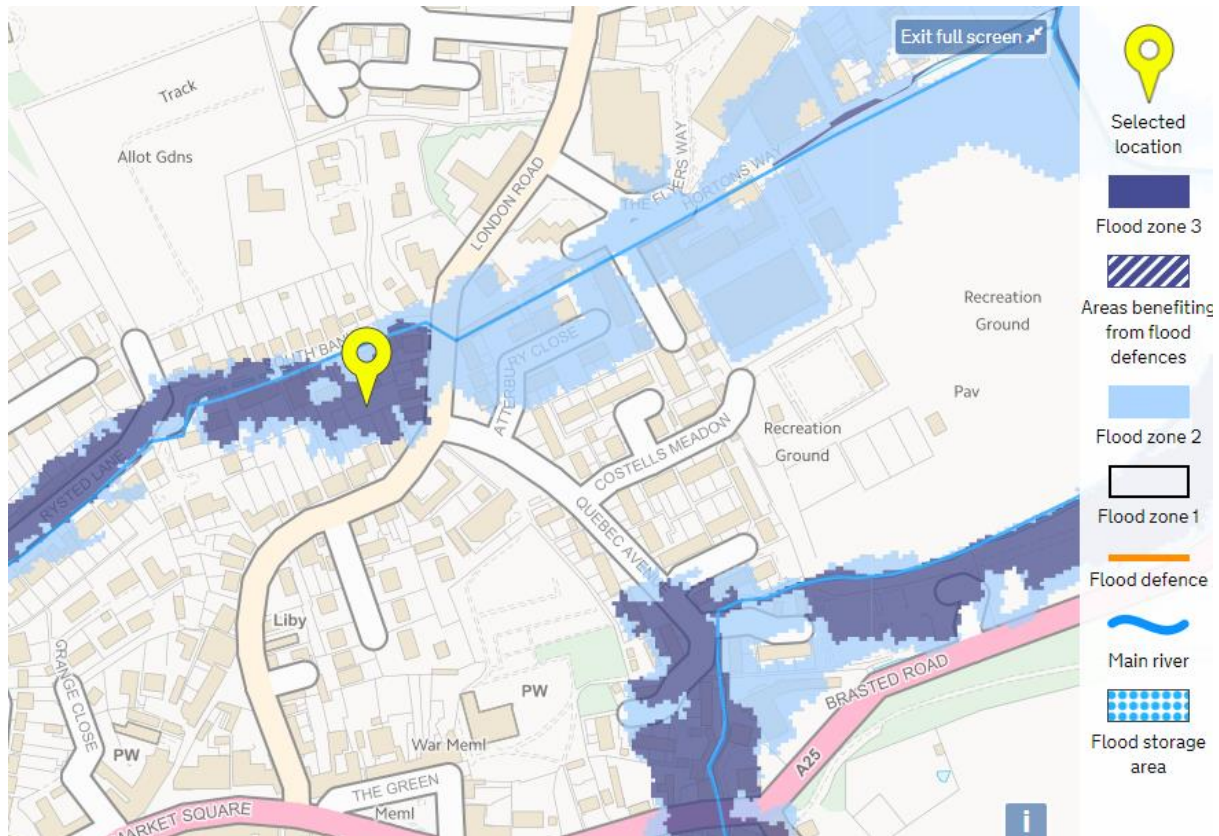 Exit full screen
Track
Allot Gdns
LONDON ROAD
THE FLYERS WAY
HORTONS WAY
Recreation
Ground
ATTERBURY CLOSE
Pav
Recreation
Ground
COSTELLS MEADOW
RYSTED LANE
QUEBEC AVENUE
Liby
GRANGE CLOSE
PW
PW
War Meml
BRASTED ROAD
A25
THE GREEN
Meml
MARKET SQUARE
i
Selected
location
Flood zone 3
Areas benefiting
from flood
defences
Flood zone 2
Flood zone 1
Flood defence
Main river
Flood storage
area